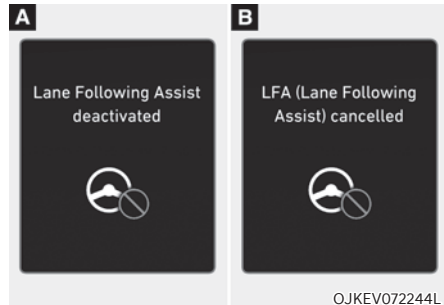 A
Lane Following Assist
deactivated
B
LFA (Lane Following
Assist) cancelled
OJKEV072244L